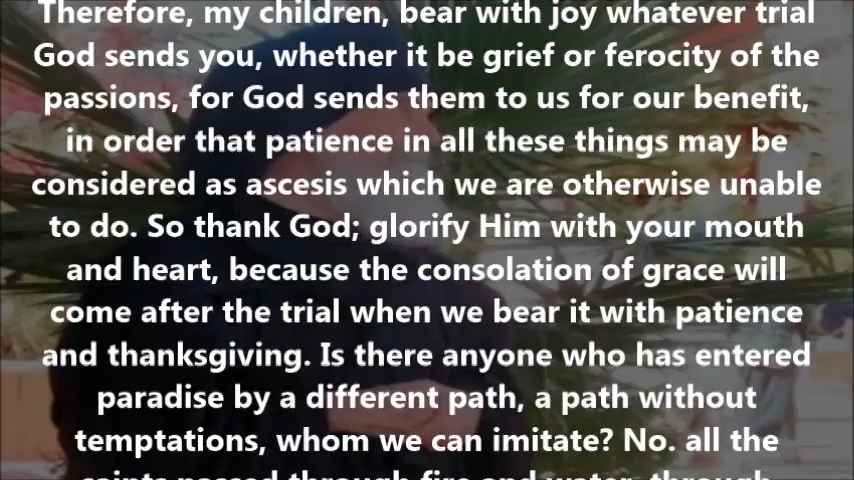 Therefore, my children, bear with joy whatever trial
God sends you, whether it be grief or ferocity of the
passions, for God sends them to us for our benefit,
in order that patience in all these things may be
considered as ascesis which we are otherwise unable
to do. So thank God; glorify Him with your mouth
and heart, because the consolation of grace will
come after the trial when we bear it with patience
and thanksgiving. Is there anyone who has entered
paradise by a different path, a path without
temptations, whom we can imitate? No. all the
saints passed through fire and water, through